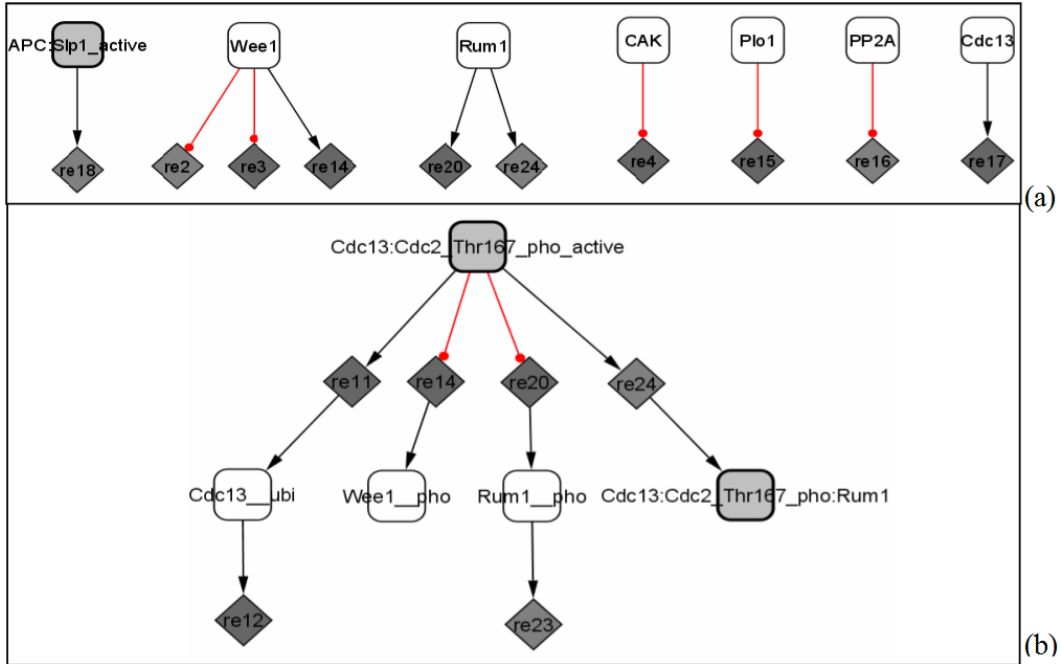 APC:Slp1_active Wee1 Rum1 CAK Plo1 PP2A Cdc13
re18 re2 re3 re14 re20 re24 re4 re15 re16 re17
(a)
Cdc13:Cdc2_Thr167_pho_active
re11 re14 re20 re24
Cdc13__ubi Wee1__pho Rum1__pho Cdc13:Cdc2_Thr167_pho:Rum1
re12 re23
(b)